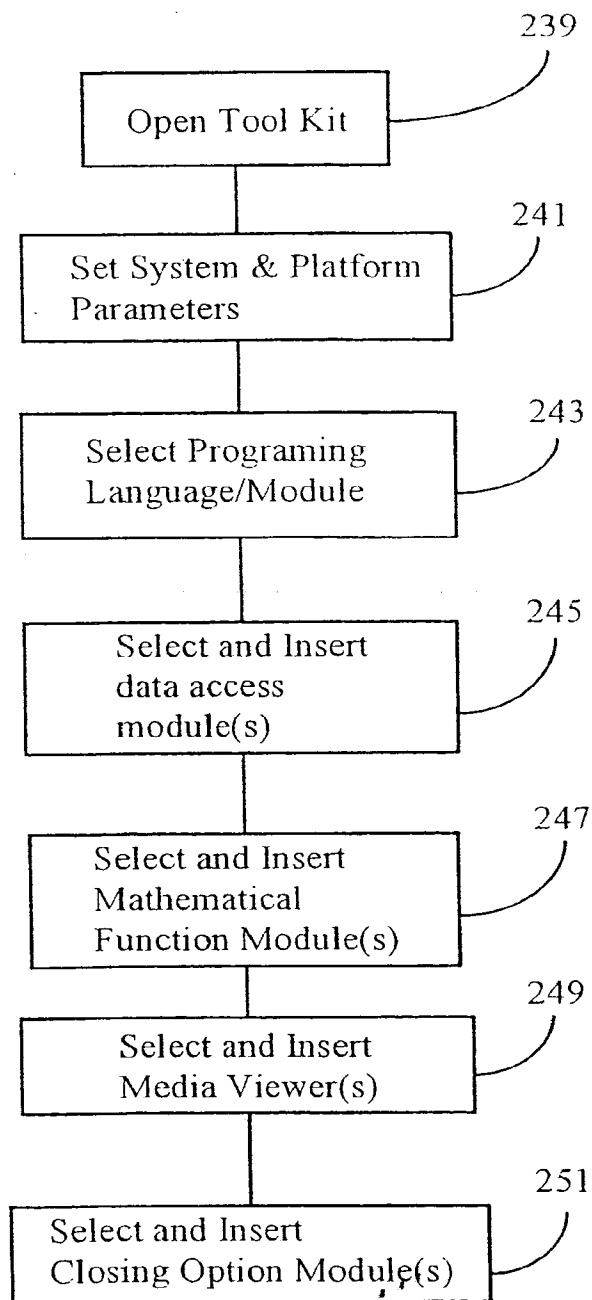 239
Open Tool Kit
241
Set System & Platform
Parameters
243
Select Programing
Language/Module
245
Select and Insert
data access
module(s)
247
Select and Insert
Mathematical
Function Module(s)
249
Select and Insert
Media Viewer(s)
251
Select and Insert
Closing Option Module(s)